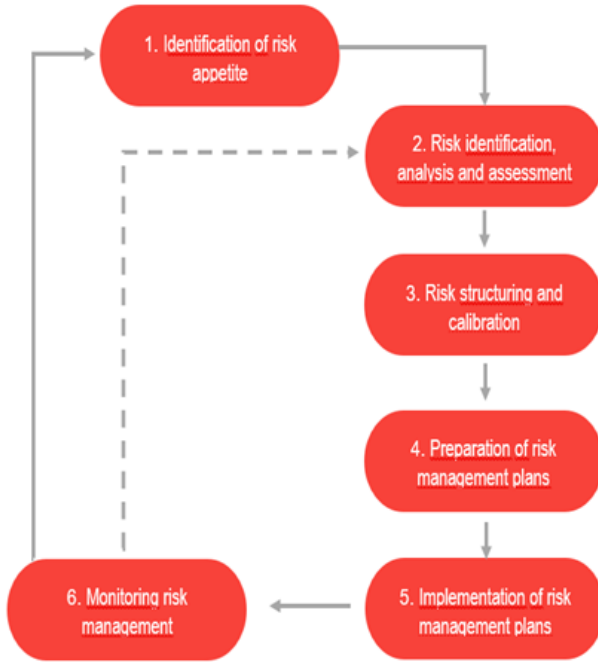 1. Identification of risk
appetite
2. Risk identification,
analysis and assessment
3. Risk structuring and
calibration
4. Preparation of risk
management plans
5. Implementation of risk
management plans
6. Monitoring risk
management